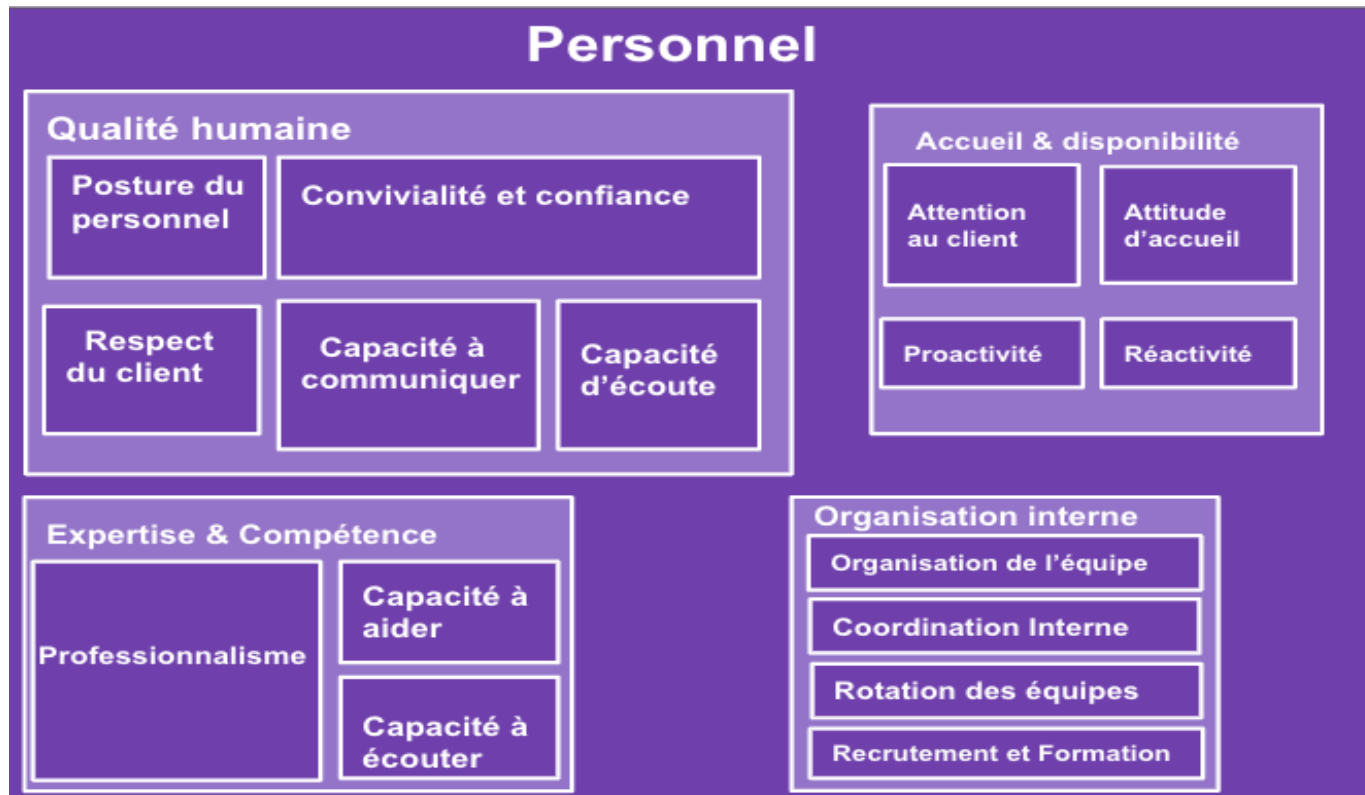 Personnel
Qualité humaine
Posture du
personnel
Convivialité et confiance
Respect
du client
Capacité à
communiquer
Capacité
d’écoute
Accueil & disponibilité
Attention
au client
Attitude
d’accueil
Proactivité
Réactivité
Expertise & Compétence
Professionnalisme
Capacité à
aider
Capacité à
écouter
Organisation interne
Organisation de l’équipe
Coordination Interne
Rotation des équipes
Recrutement et Formation